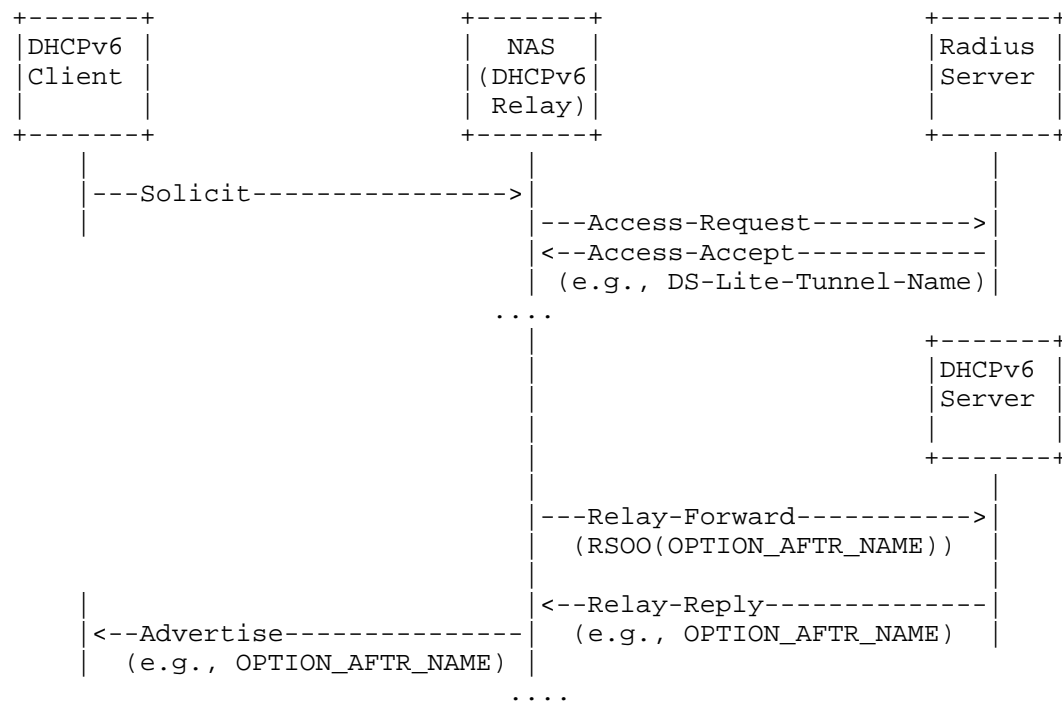 DHCPv6 NAS Radius
Client (DHCPv6 Server
Relay)
---Solicit--------------->
---Access-Request---------->
<--Access-Accept------------
(e.g., DS-Lite-Tunnel-Name)
....
DHCPv6
Server
---Relay-Forward----------->
(RSOO(OPTION_AFTR_NAME))
<--Relay-Reply--------------
<--Advertise--------------- (e.g., OPTION_AFTR_NAME)
(e.g., OPTION_AFTR_NAME)
....